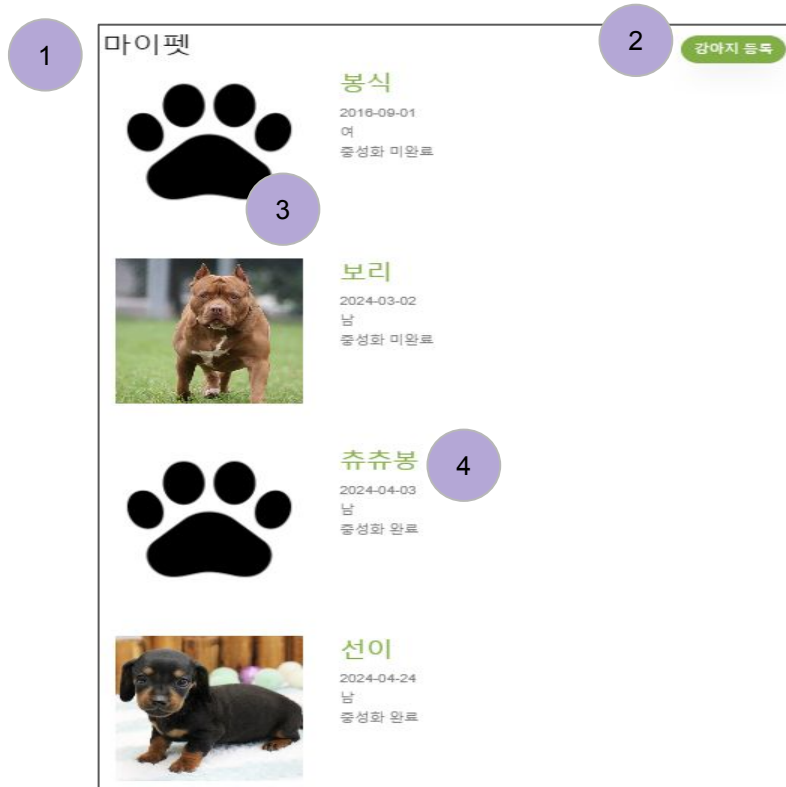 1
마이펫
2
강아지 등록
봉식
2016-09-01
여
중성화 미완료
3
보리
2024-03-02
남
중성화 미완료
츄츄봉
4
2024-04-03
남
중성화 완료
선이
2024-04-24
남
중성화 완료